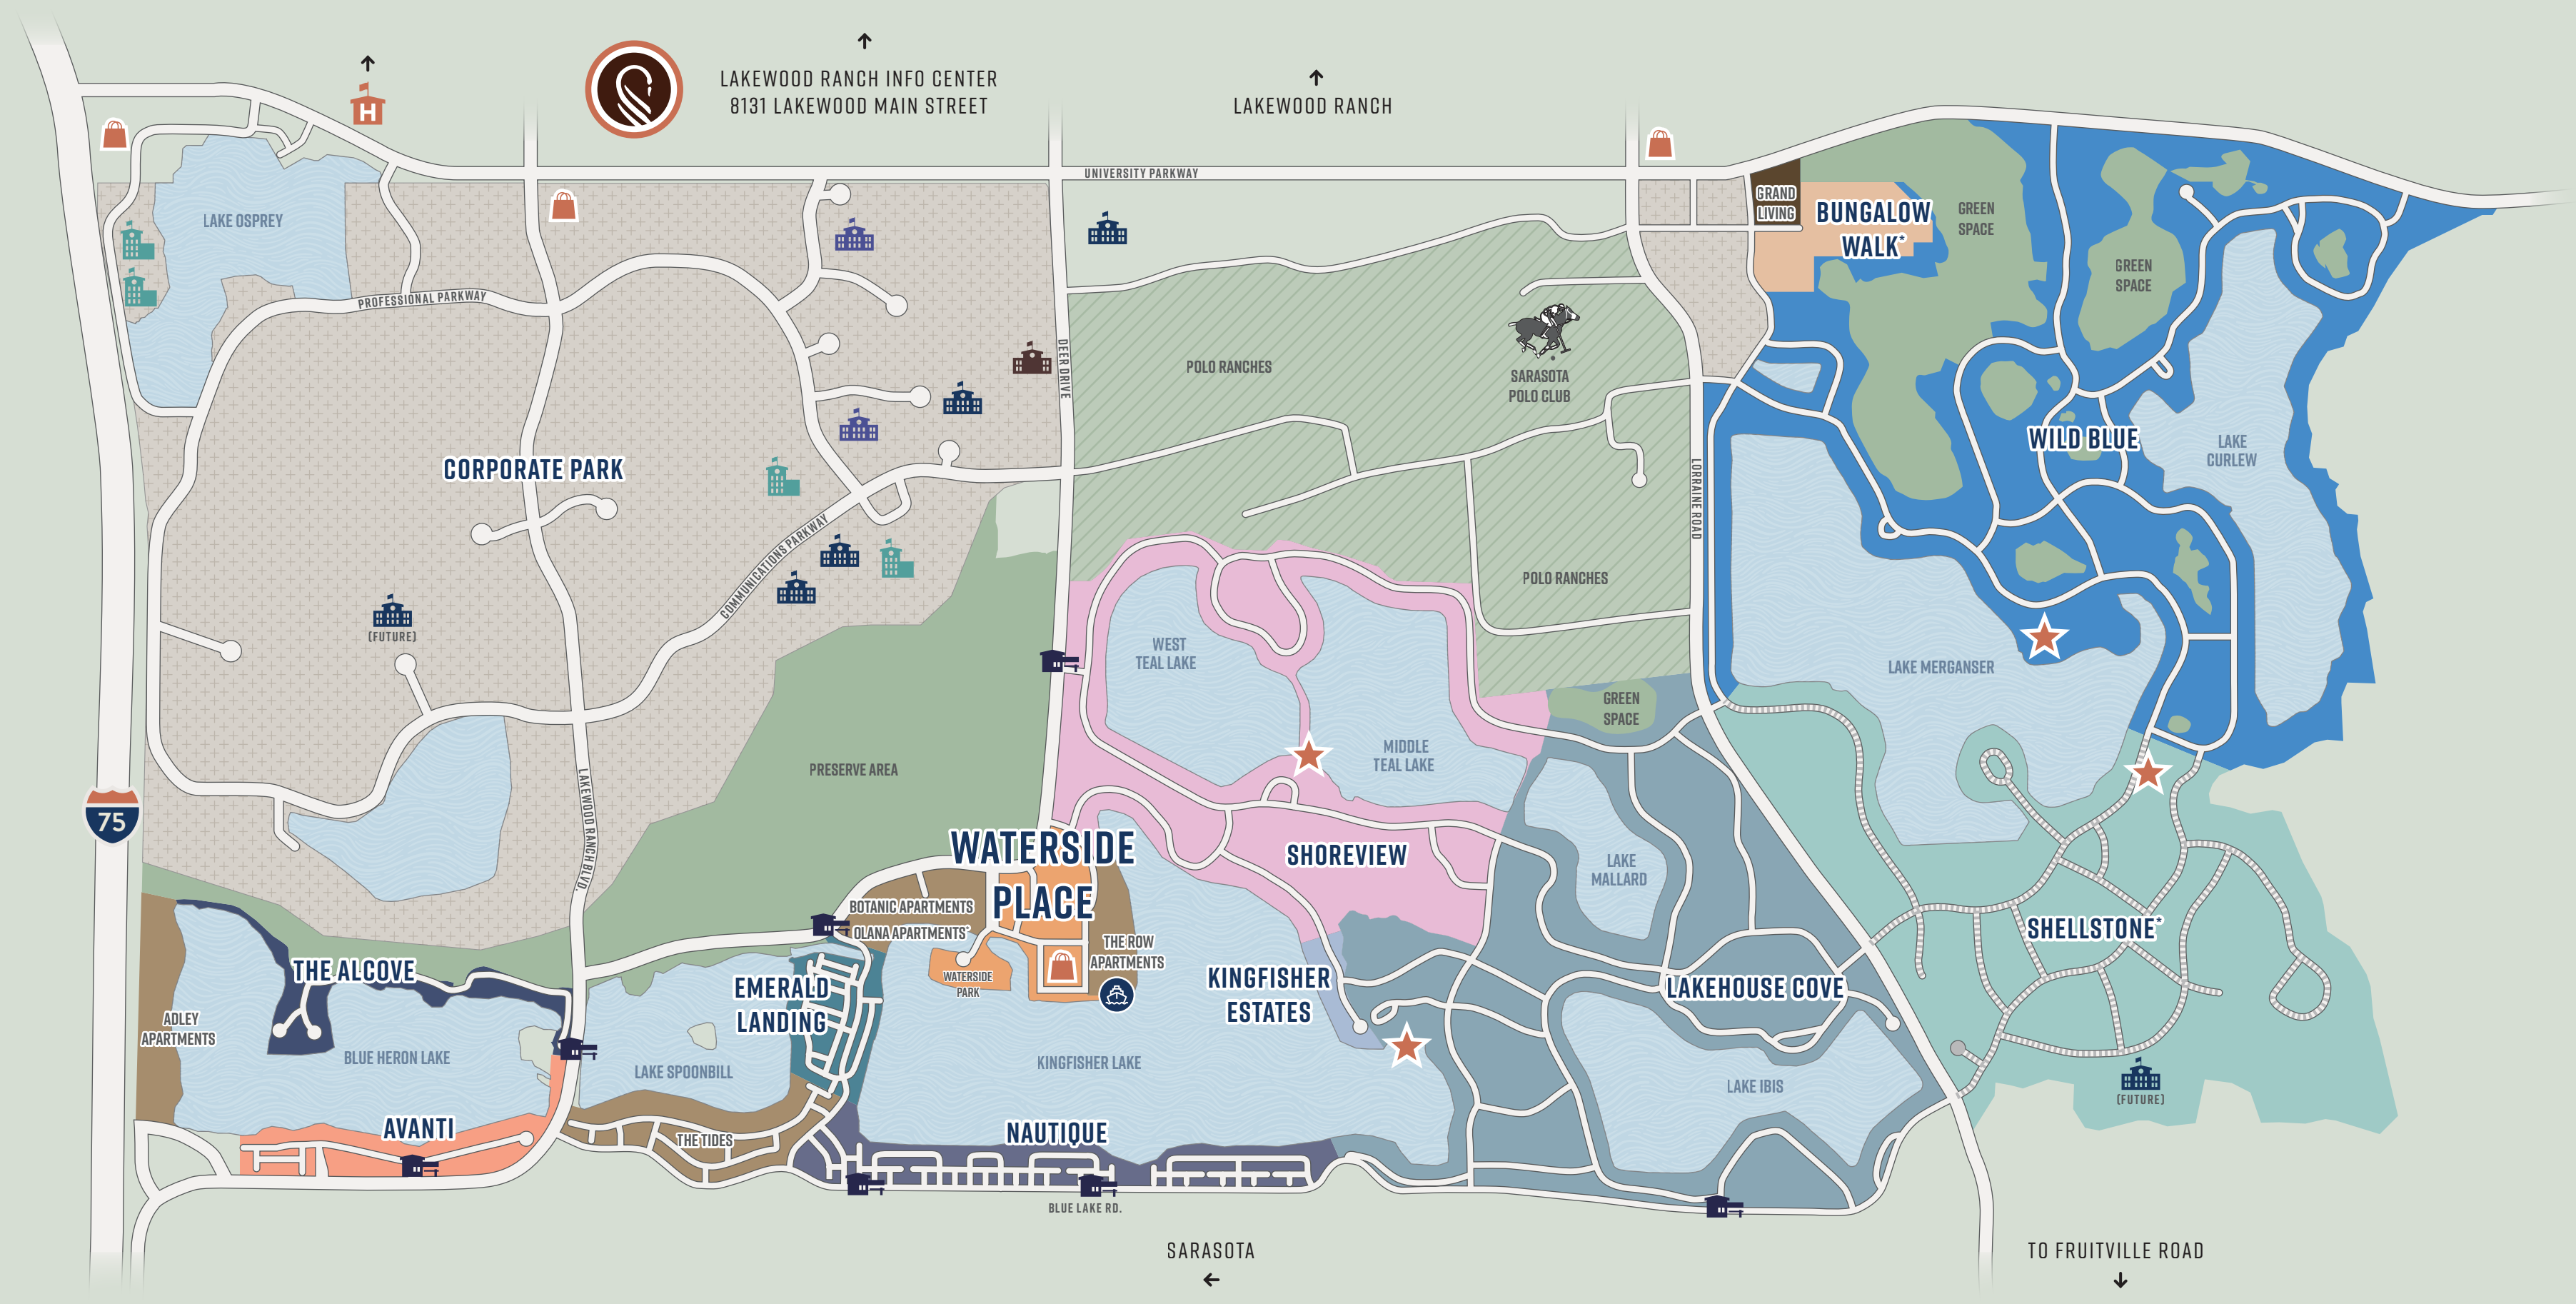 LAKEWOOD RANCH INFO CENTER
8131 LAKEWOOD MAIN STREET
LAKEWOOD RANCH
H
UNIVERSITY PARKWAY
LAKE OSPREY
PROFESSIONAL PARKWAY
DEER DRIVE
CORPORATE PARK
COMMUNICATIONS PARKWAY
(FUTURE)
LAKEWOOD RANCH BLVD.
75
PRESERVE AREA
POLO RANCHES
SARASOTA
POLO CLUB
POLO RANCHES
LORRAINE ROAD
GRAND
LIVING
BUNGALOW
WALK*
GREEN
SPACE
GREEN
SPACE
WILD BLUE
LAKE
CURLEW
LAKE MERGANSER
WEST
TEAL LAKE
MIDDLE
TEAL LAKE
GREEN
SPACE
SHOREVIEW
LAKE
MALLARD
WATERSIDE
PLACE
BOTANIC APARTMENTS
OLANA APARTMENTS*
THE ROW
APARTMENTS
WATERSIDE
PARK
THE ALCOVE
ADLEY
APARTMENTS
BLUE HERON LAKE
AVANTI
EMERALD
LANDING
LAKE SPOONBILL
THE TIDES
KINGFISHER LAKE
NAUTIQUE
BLUE LAKE RD.
KINGFISHER
ESTATES
LAKEHOUSE COVE
LAKE IBIS
SHELLSTONE*
(FUTURE)
SARASOTA
TO FRUITVILLE ROAD